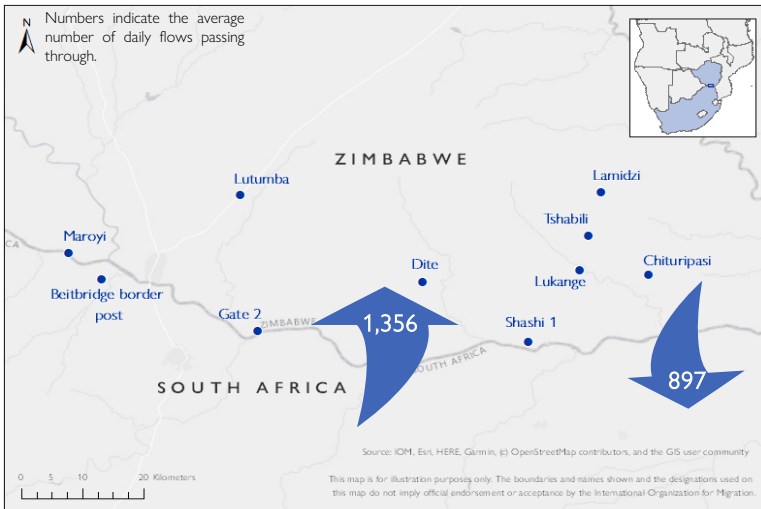 N
Numbers indicate the average
number of daily flows passing
through.
ZIMBABWE
Lutumba
Lamidzi
Tshabili
Maroyi
CA
Dite
Lukange
Chituripasi
Beitbridge border
post
Gate 2
ZIMBABWE
1,356
Shashi 1
SOUTH AFRICA
SOUTH AFRICA
897
Source: IOM, Esri, HERE, Garmin, (c) OpenStreetMap contributors, and the GIS user community
0 5 10 20 Kilometers
This map is for illustration purposes only. The boundaries and names shown and the designations used on
this map do not imply official endorsement or acceptance by the International Organization for Migration.